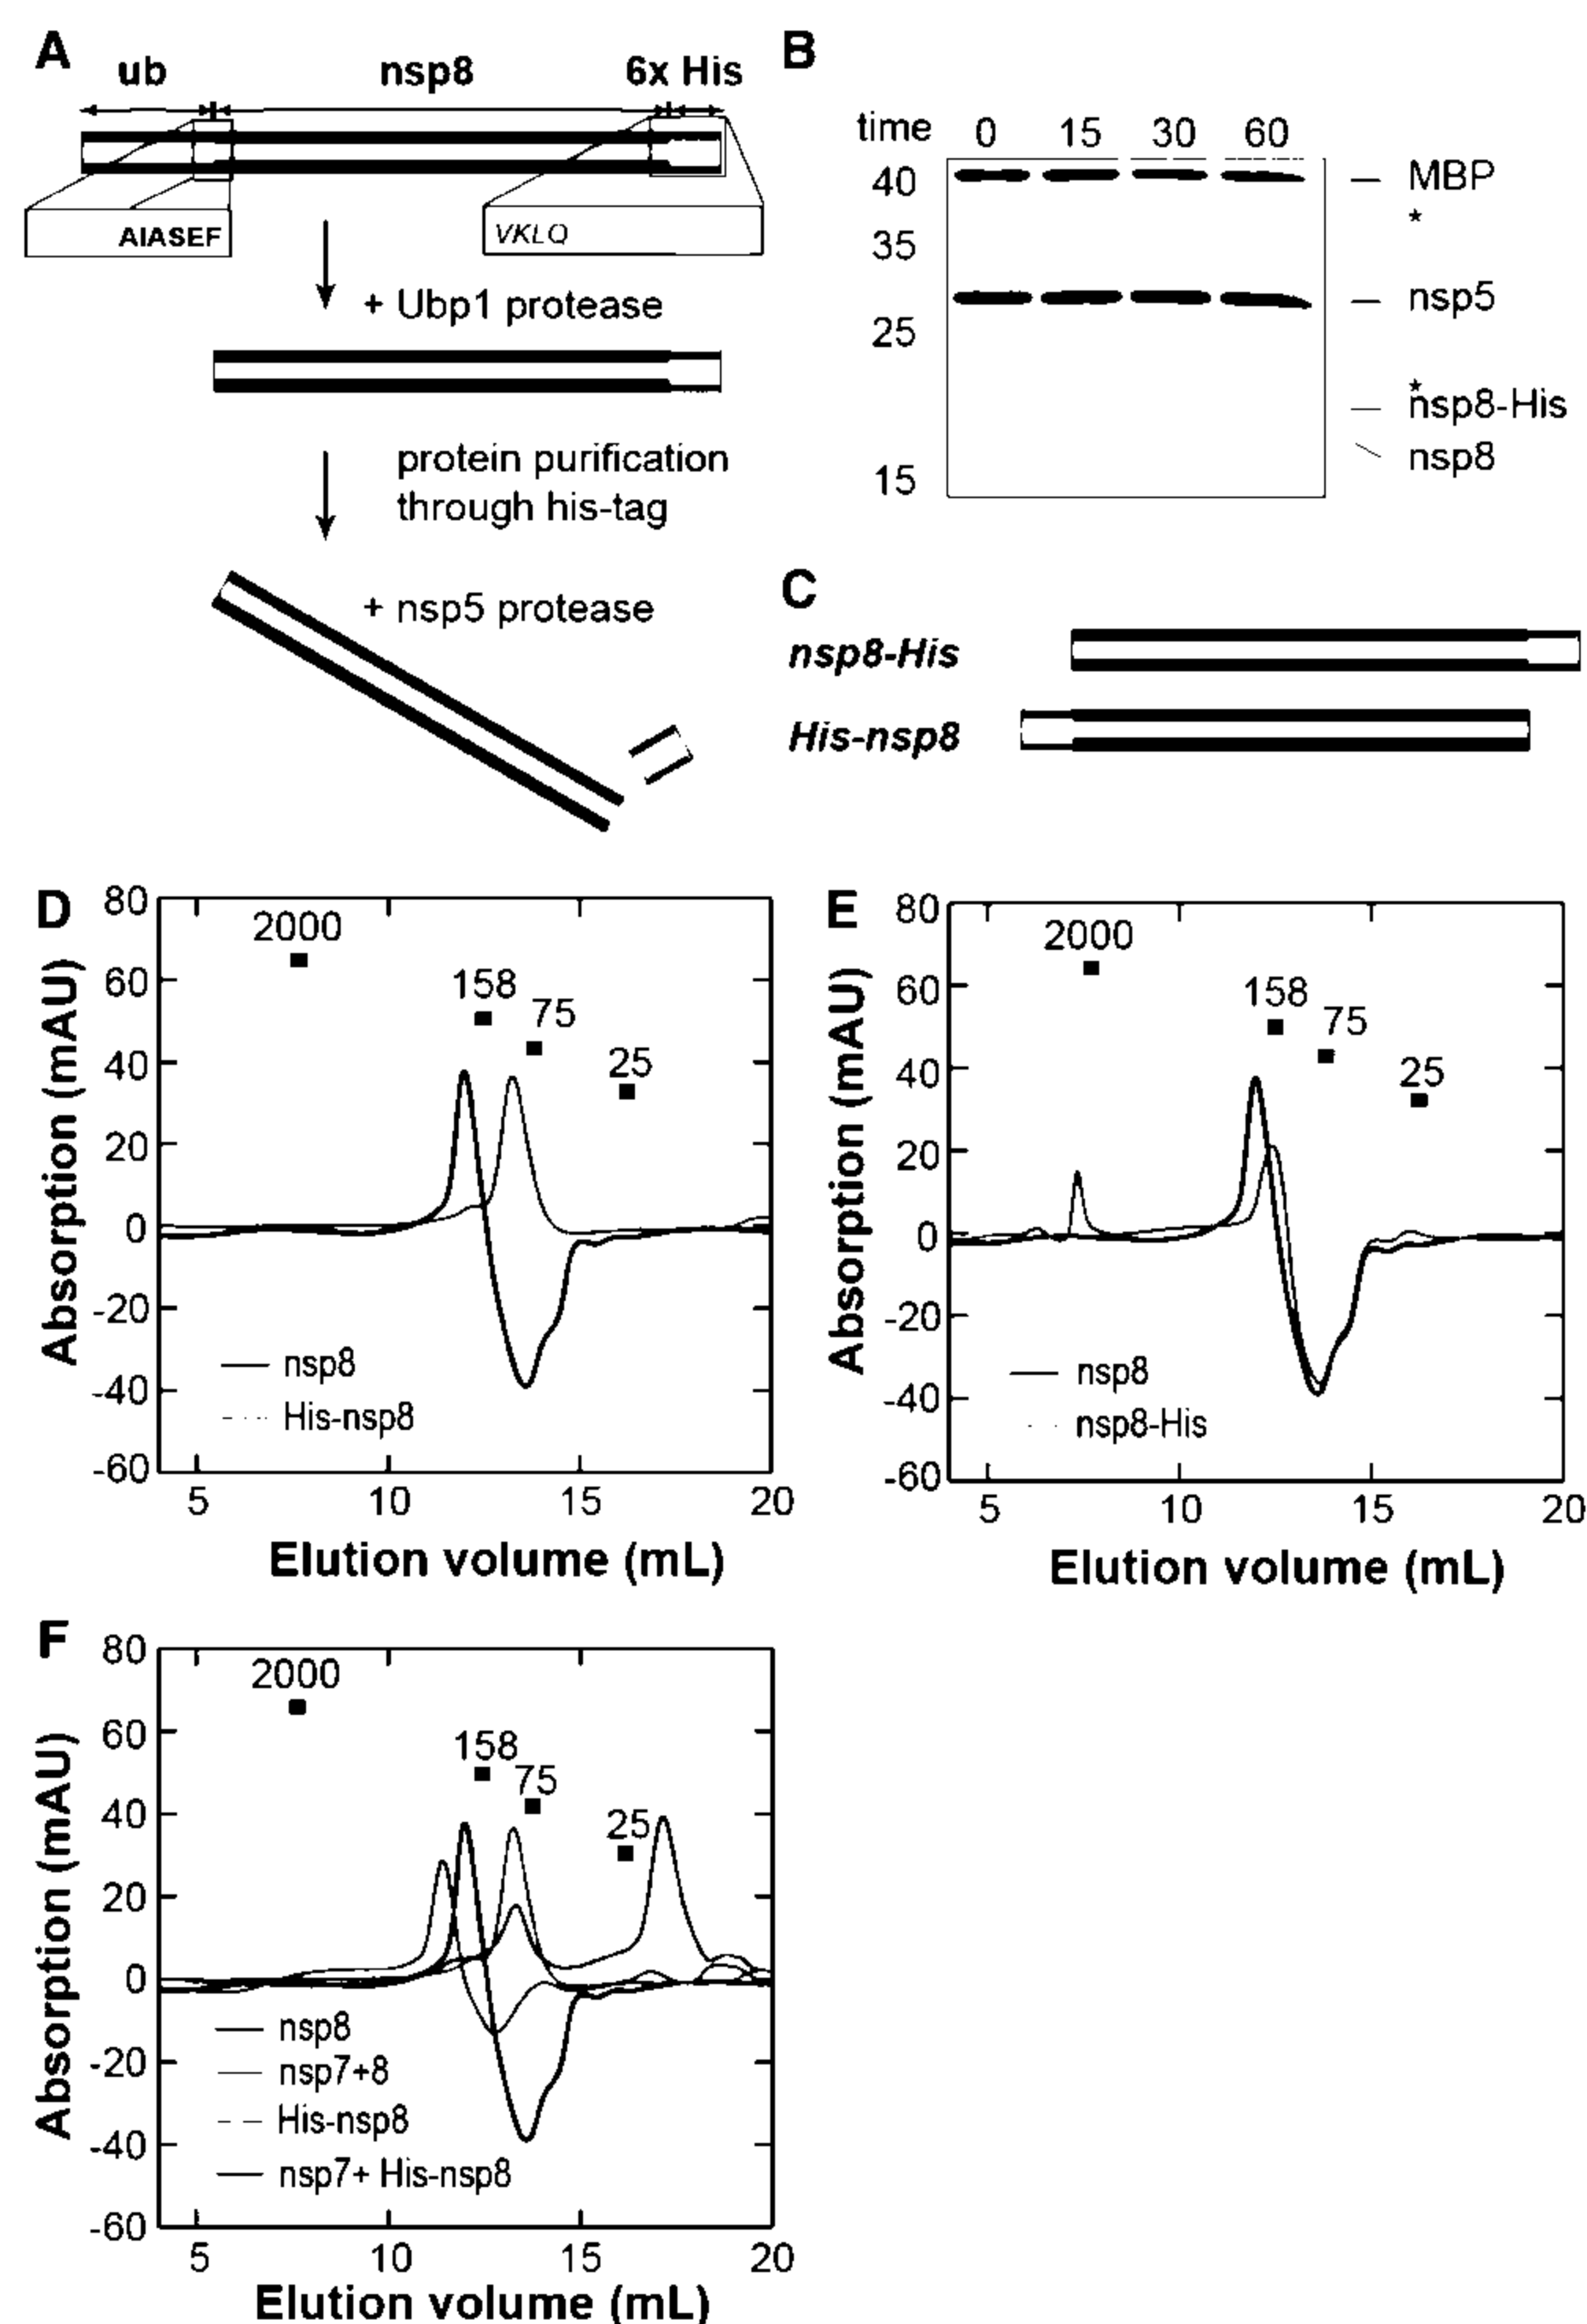 A
ub nsp8 6x His
AIASEF
VKLQ
+ Ubp1 protease
protein purification
through his-tag
+ nsp5 protease
B
time 0 15 30 60
40
35
25
15
MBP
*
nsp5
*
nsp8-His
nsp8
C
nsp8-His
His-nsp8
D
Absorption (mAU)
80
60
40
20
0
-20
-40
-60
2000
158
75
25
nsp8
His-nsp8
5 10 15 20
Elution volume (mL)
E
Absorption (mAU)
80
60
40
20
0
-20
-40
-60
2000
158
75
25
nsp8
nsp8-His
5 10 15 20
Elution volume (mL)
F
Absorption (mAU)
80
60
40
20
0
-20
-40
-60
2000
158
75
25
nsp8
nsp7+8
His-nsp8
nsp7+ His-nsp8
5 10 15 20
Elution volume (mL)